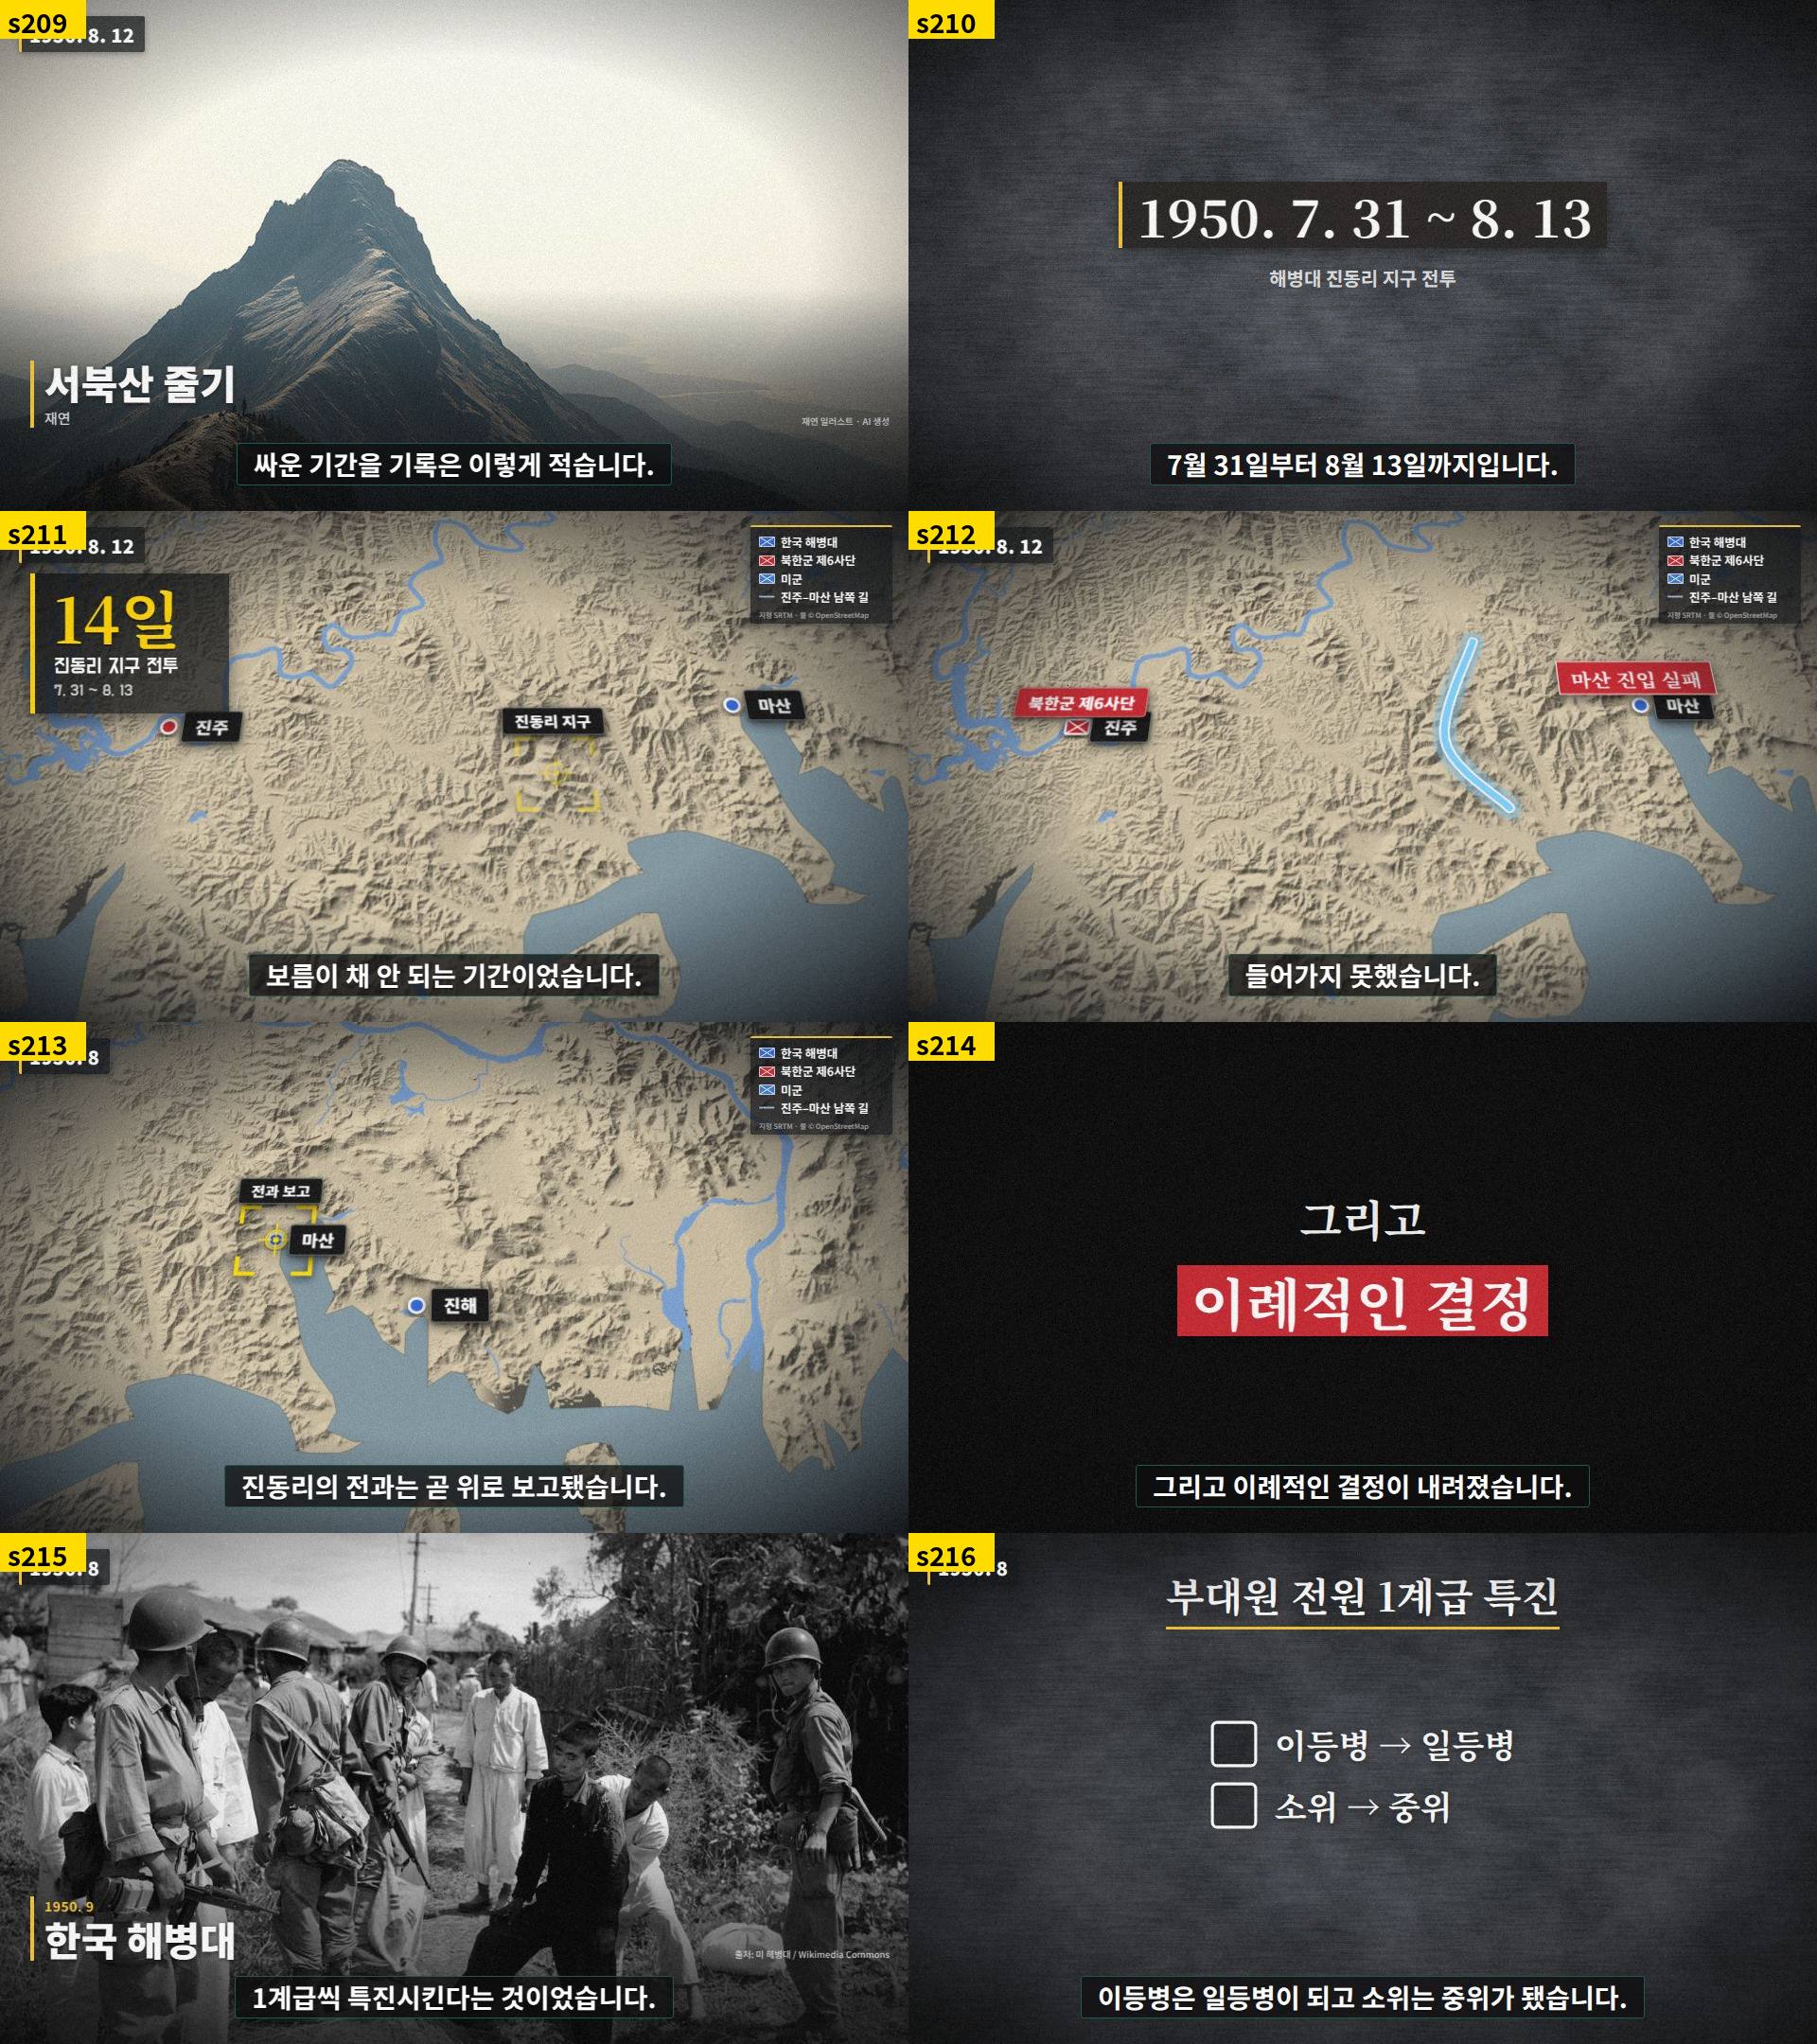 s209
8. 12
서북산 줄기
재연
재연 일러스트 · AI 생성
싸운 기간을 기록은 이렇게 적습니다.
s210
1950. 7. 31 ~ 8. 13
해병대 진동리 지구 전투
7월 31일부터 8월 13일까지입니다.
s211
8. 12
14일
진동리 지구 전투
7. 31 ~ 8. 13
한국 해병대
북한군 제6사단
미군
진주–마산 남쪽 길
지형 SRTM · 물 © OpenStreetMap
진주
진동리 지구
마산
보름이 채 안 되는 기간이었습니다.
s212
8. 12
한국 해병대
북한군 제6사단
미군
진주–마산 남쪽 길
지형 SRTM · 물 © OpenStreetMap
북한군 제6사단
진주
마산 진입 실패
마산
들어가지 못했습니다.
s213
8
한국 해병대
북한군 제6사단
미군
진주–마산 남쪽 길
지형 SRTM · 물 © OpenStreetMap
전과 보고
마산
진해
진동리의 전과는 곧 위로 보고됐습니다.
s214
그리고
이례적인 결정
그리고 이례적인 결정이 내려졌습니다.
s215
8
1950. 9
한국 해병대
출처: 미 해병대 / Wikimedia Commons
1계급씩 특진시킨다는 것이었습니다.
s216
8
부대원 전원 1계급 특진
이등병 → 일등병
소위 → 중위
이등병은 일등병이 되고 소위는 중위가 됐습니다.